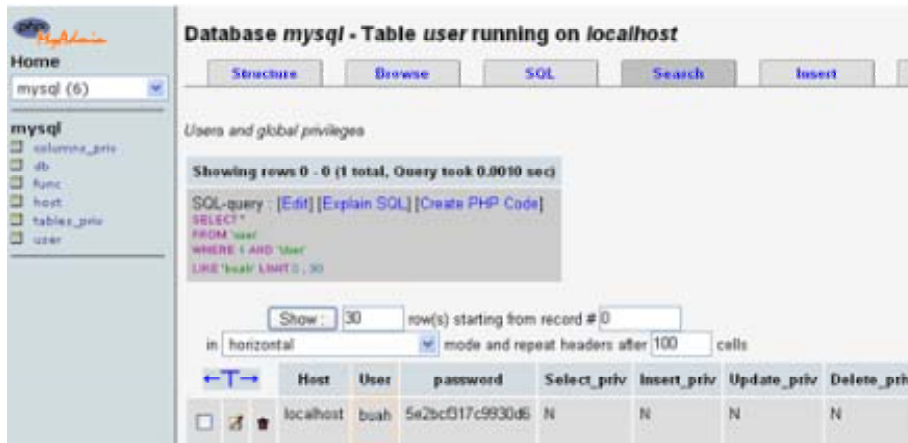 php
MyAdmin
Database mysql - Table user running on localhost
Home
mysql (6)
Structure Browse SQL Search Insert
mysql
columns_priv
db
func
host
tables_priv
user
Users and global privileges
Showing rows 0 - 0 (1 total, Query took 0.0010 sec)
SQL-query : [Edit] [Explain SQL] [Create PHP Code]
SELECT *
FROM `user`
WHERE 1 AND `User`
LIKE 'buah' LIMIT 0 , 30
Show : 30 row(s) starting from record # 0
in horizontal mode and repeat headers after 100 cells
←T→ Host User password Select_priv Insert_priv Update_priv Delete_priv
localhost buah 5e2bcf317c9930d6 N N N N